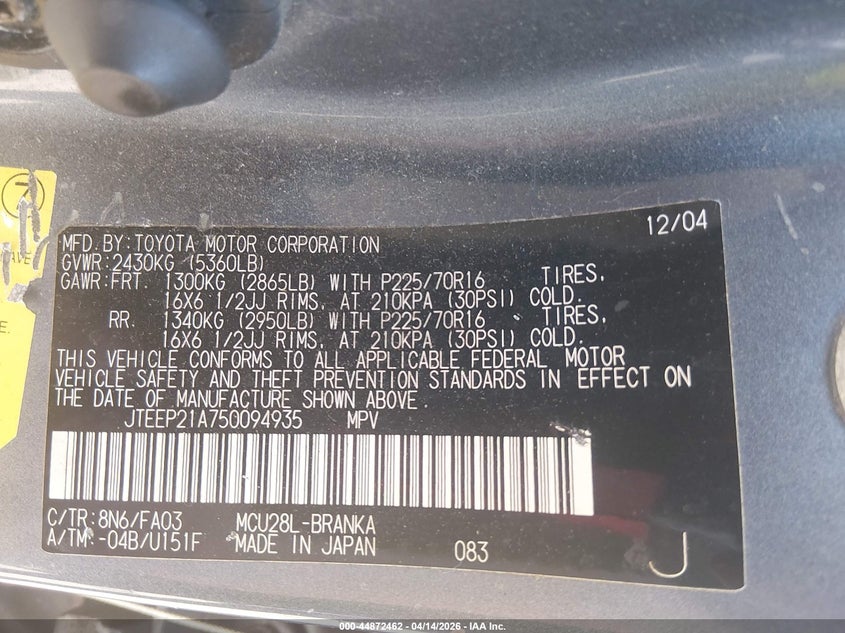 7
AVE
E.
12/04
MFD.BY:TOYOTA MOTOR CORPORATION
GVWR:2430KG (5360LB)
GAWR:FRT. 1300KG (2865LB) WITH P225/70R16 TIRES,
16X6 1/2JJ RIMS, AT 210KPA (30PSI) COLD.
RR. 1340KG (2950LB) WITH P225/70R16 TIRES,
16X6 1/2JJ RIMS, AT 210KPA (30PSI) COLD.
THIS VEHICLE CONFORMS TO ALL APPLICABLE FEDERAL MOTOR
VEHICLE SAFETY AND THEFT PREVENTION STANDARDS IN EFFECT ON
THE DATE OF MANUFACTURE SHOWN ABOVE.
JTEEP21A750094935 MPV
C/TR:8N6/FA03 MCU28L-BRANKA
A/TM:-04B/U151F MADE IN JAPAN 083 J
000-44872462 - 04/14/2026 - IAA Inc.